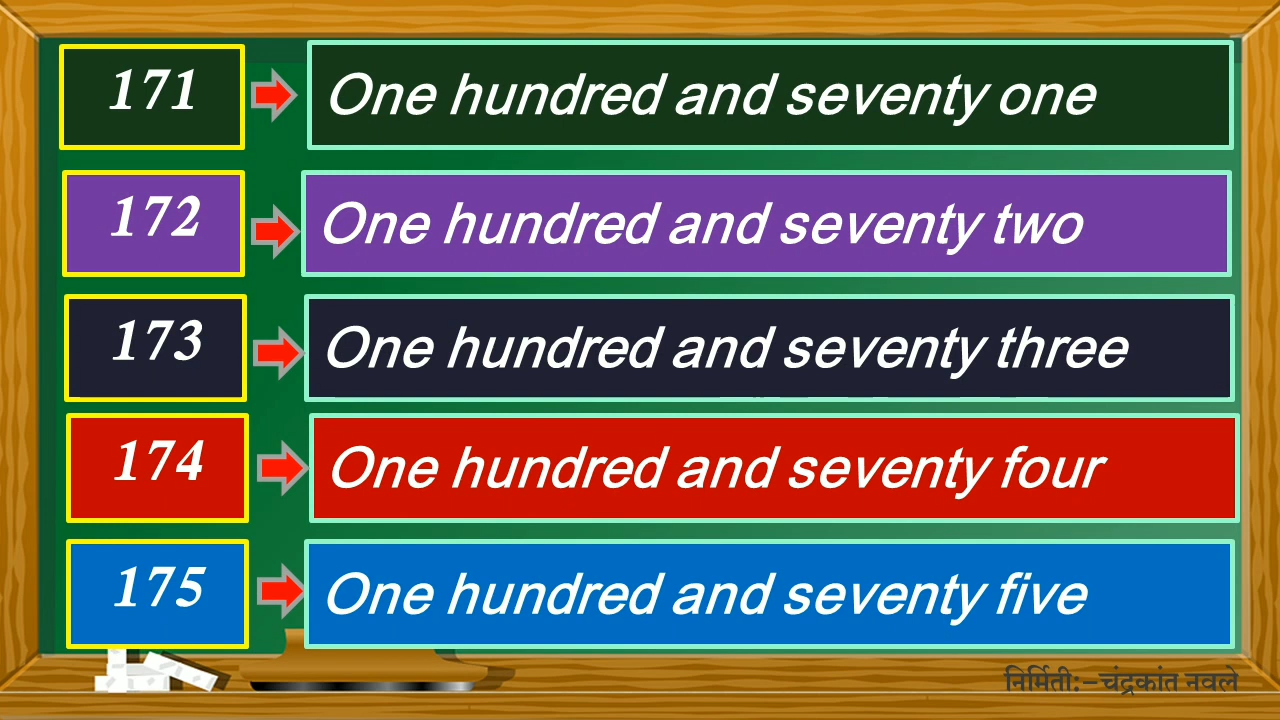 171 One hundred and seventy one
172 One hundred and seventy two
173 One hundred and seventy three
174 One hundred and seventy four
175 One hundred and seventy five
निर्मिती:-चंद्रकांत नवले